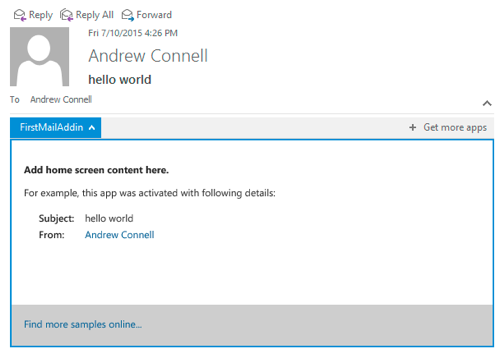 Reply Reply All Forward
Fri 7/10/2015 4:26 PM
Andrew Connell
hello world
To Andrew Connell
FirstMailAddin + Get more apps
Add home screen content here.
For example, this app was activated with following details:
Subject: hello world
From: Andrew Connell
Find more samples online...